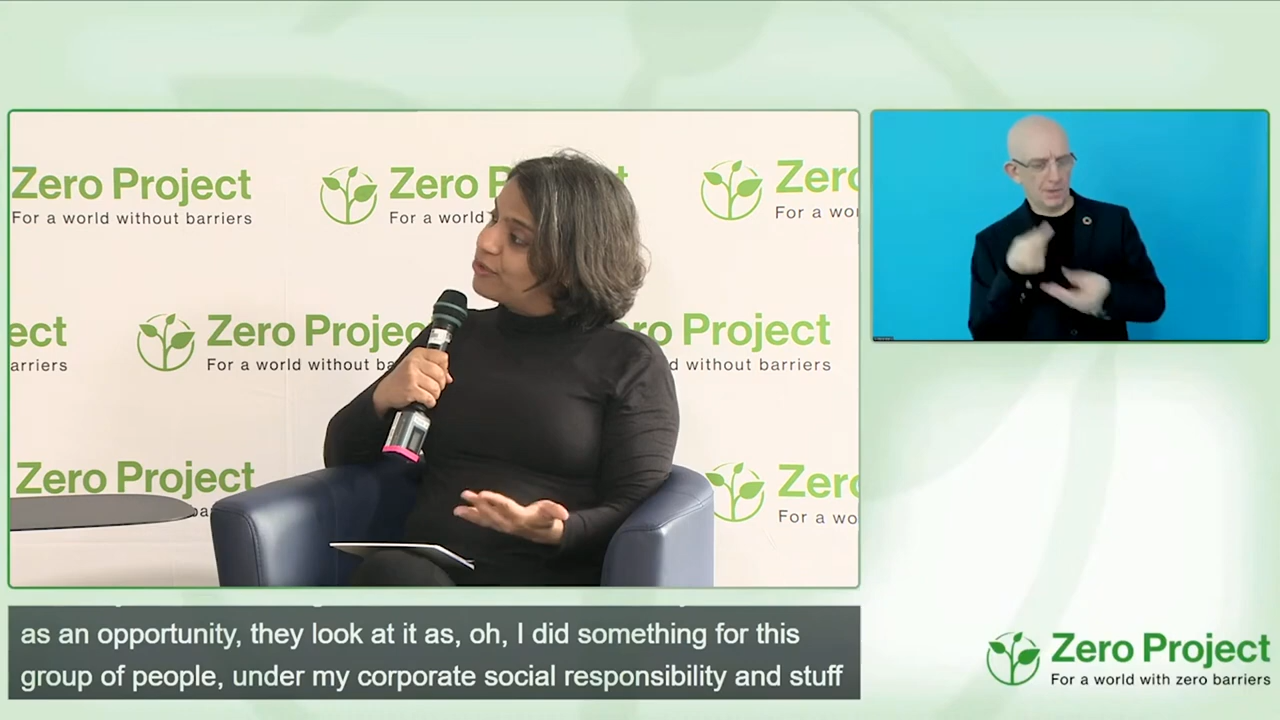 Zero Project
For a world without barriers
Zero P
For a world
Zero
For a wo
ect
arriers
Zero Project
For a world without ba
ro Project
d without barriers
Zero Project
ba
Zero
For a wo
as an opportunity, they look at it as, oh, I did something for this
group of people, under my corporate social responsibility and stuff
Zero Project
For a world with zero barriers